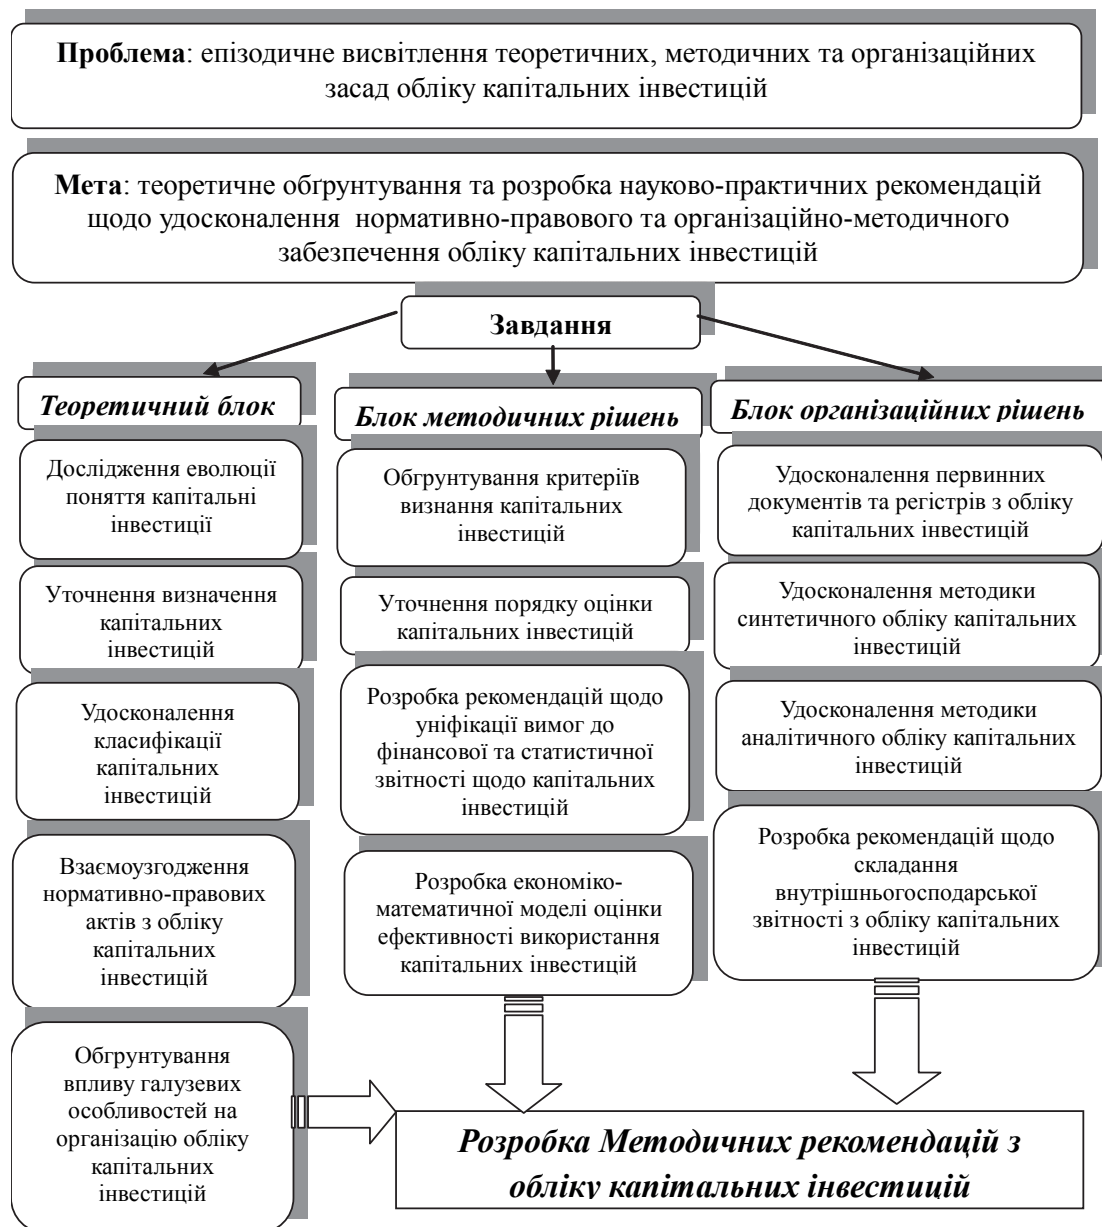 Проблема: епізодичне висвітлення теоретичних, методичних та організаційних
засад обліку капітальних інвестицій
Мета: теоретичне обґрунтування та розробка науково-практичних рекомендацій
щодо удосконалення нормативно-правового та організаційно-методичного
забезпечення обліку капітальних інвестицій
Завдання
Теоретичний блок
Дослідження еволюції
поняття капітальні
інвестиції
Уточнення визначення
капітальних
інвестицій
Удосконалення
класифікації
капітальних
інвестицій
Взаємоузгодження
нормативно-правових
актів з обліку
капітальних
інвестицій
Обгрунтування
впливу галузевих
особливостей на
організацію обліку
капітальних
інвестицій
Блок методичних рішень
Обгрунтування критеріїв
визнання капітальних
інвестицій
Уточнення порядку оцінки
капітальних інвестицій
Розробка рекомендацій щодо
уніфікації вимог до
фінансової та статистичної
звітності щодо капітальних
інвестицій
Розробка економіко-
математичної моделі оцінки
ефективності використання
капітальних інвестицій
Блок організаційних рішень
Удосконалення первинних
документів та регістрів з обліку
капітальних інвестицій
Удосконалення методики
синтетичного обліку капітальних
інвестицій
Удосконалення методики
аналітичного обліку капітальних
інвестицій
Розробка рекомендацій щодо
складання
внутрішньогосподарської
звітності з обліку капітальних
інвестицій
Розробка Методичних рекомендацій з
обліку капітальних інвестицій